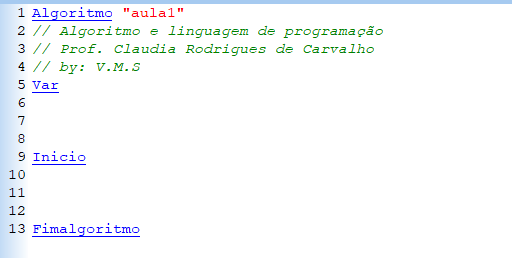 1 Algoritmo "aula1"
2 // Algoritmo e linguagem de programação
3 // Prof. Claudia Rodrigues de Carvalho
4 // by: V.M.S
5 Var
6
7
8
9 Inicio
10
11
12
13 Fimalgoritmo